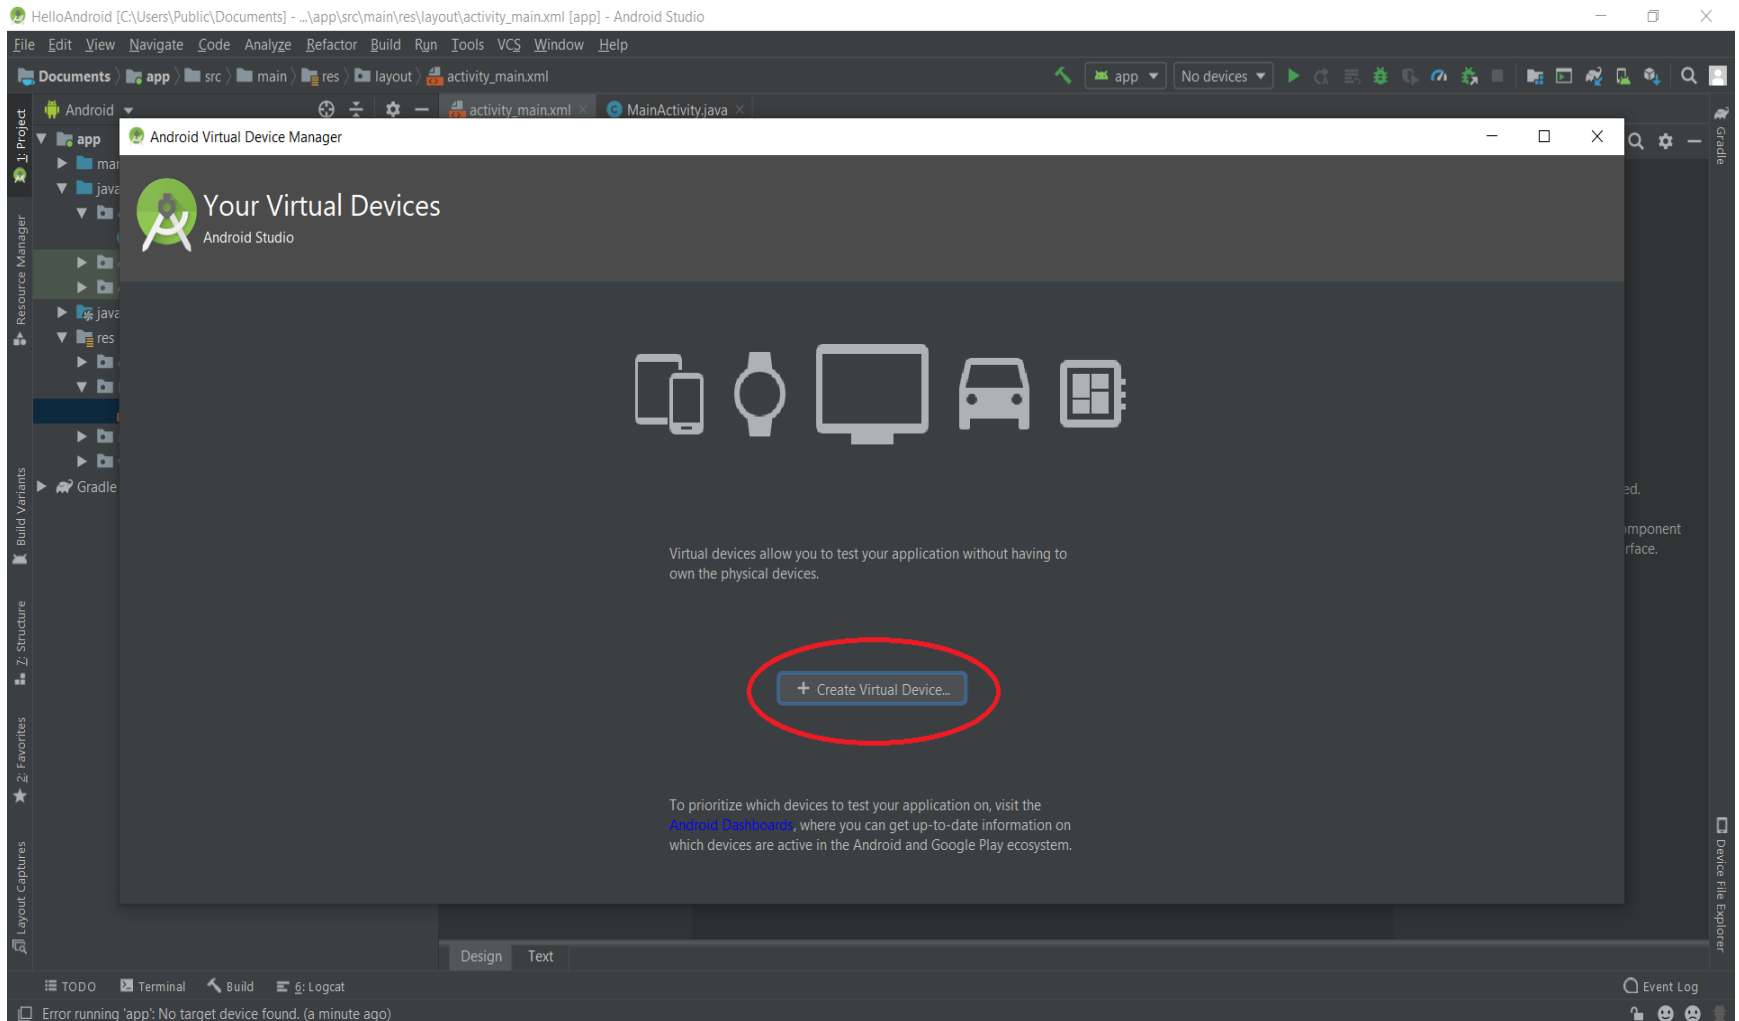 HelloAndroid [C:\Users\Public\Documents] - ...\app\src\main\res\layout\activity_main.xml [app] - Android Studio
File Edit View Navigate Code Analyze Refactor Build Run Tools VCS Window Help
Documents app src main res layout activity_main.xml app No devices
Android activity_main.xml MainActivity.java
1: Project
Resource Manager
Build Variants
7: Structure
2: Favorites
Layout Captures
app
java
java
res
Gradle
Android Virtual Device Manager
Your Virtual Devices
Android Studio
Virtual devices allow you to test your application without having to
own the physical devices.
+ Create Virtual Device...
To prioritize which devices to test your application on, visit the
Android Dashboards, where you can get up-to-date information on
which devices are active in the Android and Google Play ecosystem.
Gradle
ed.
mponent
rface.
Device File Explorer
Design Text
TODO Terminal Build 6: Logcat Event Log
Error running 'app': No target device found. (a minute ago)